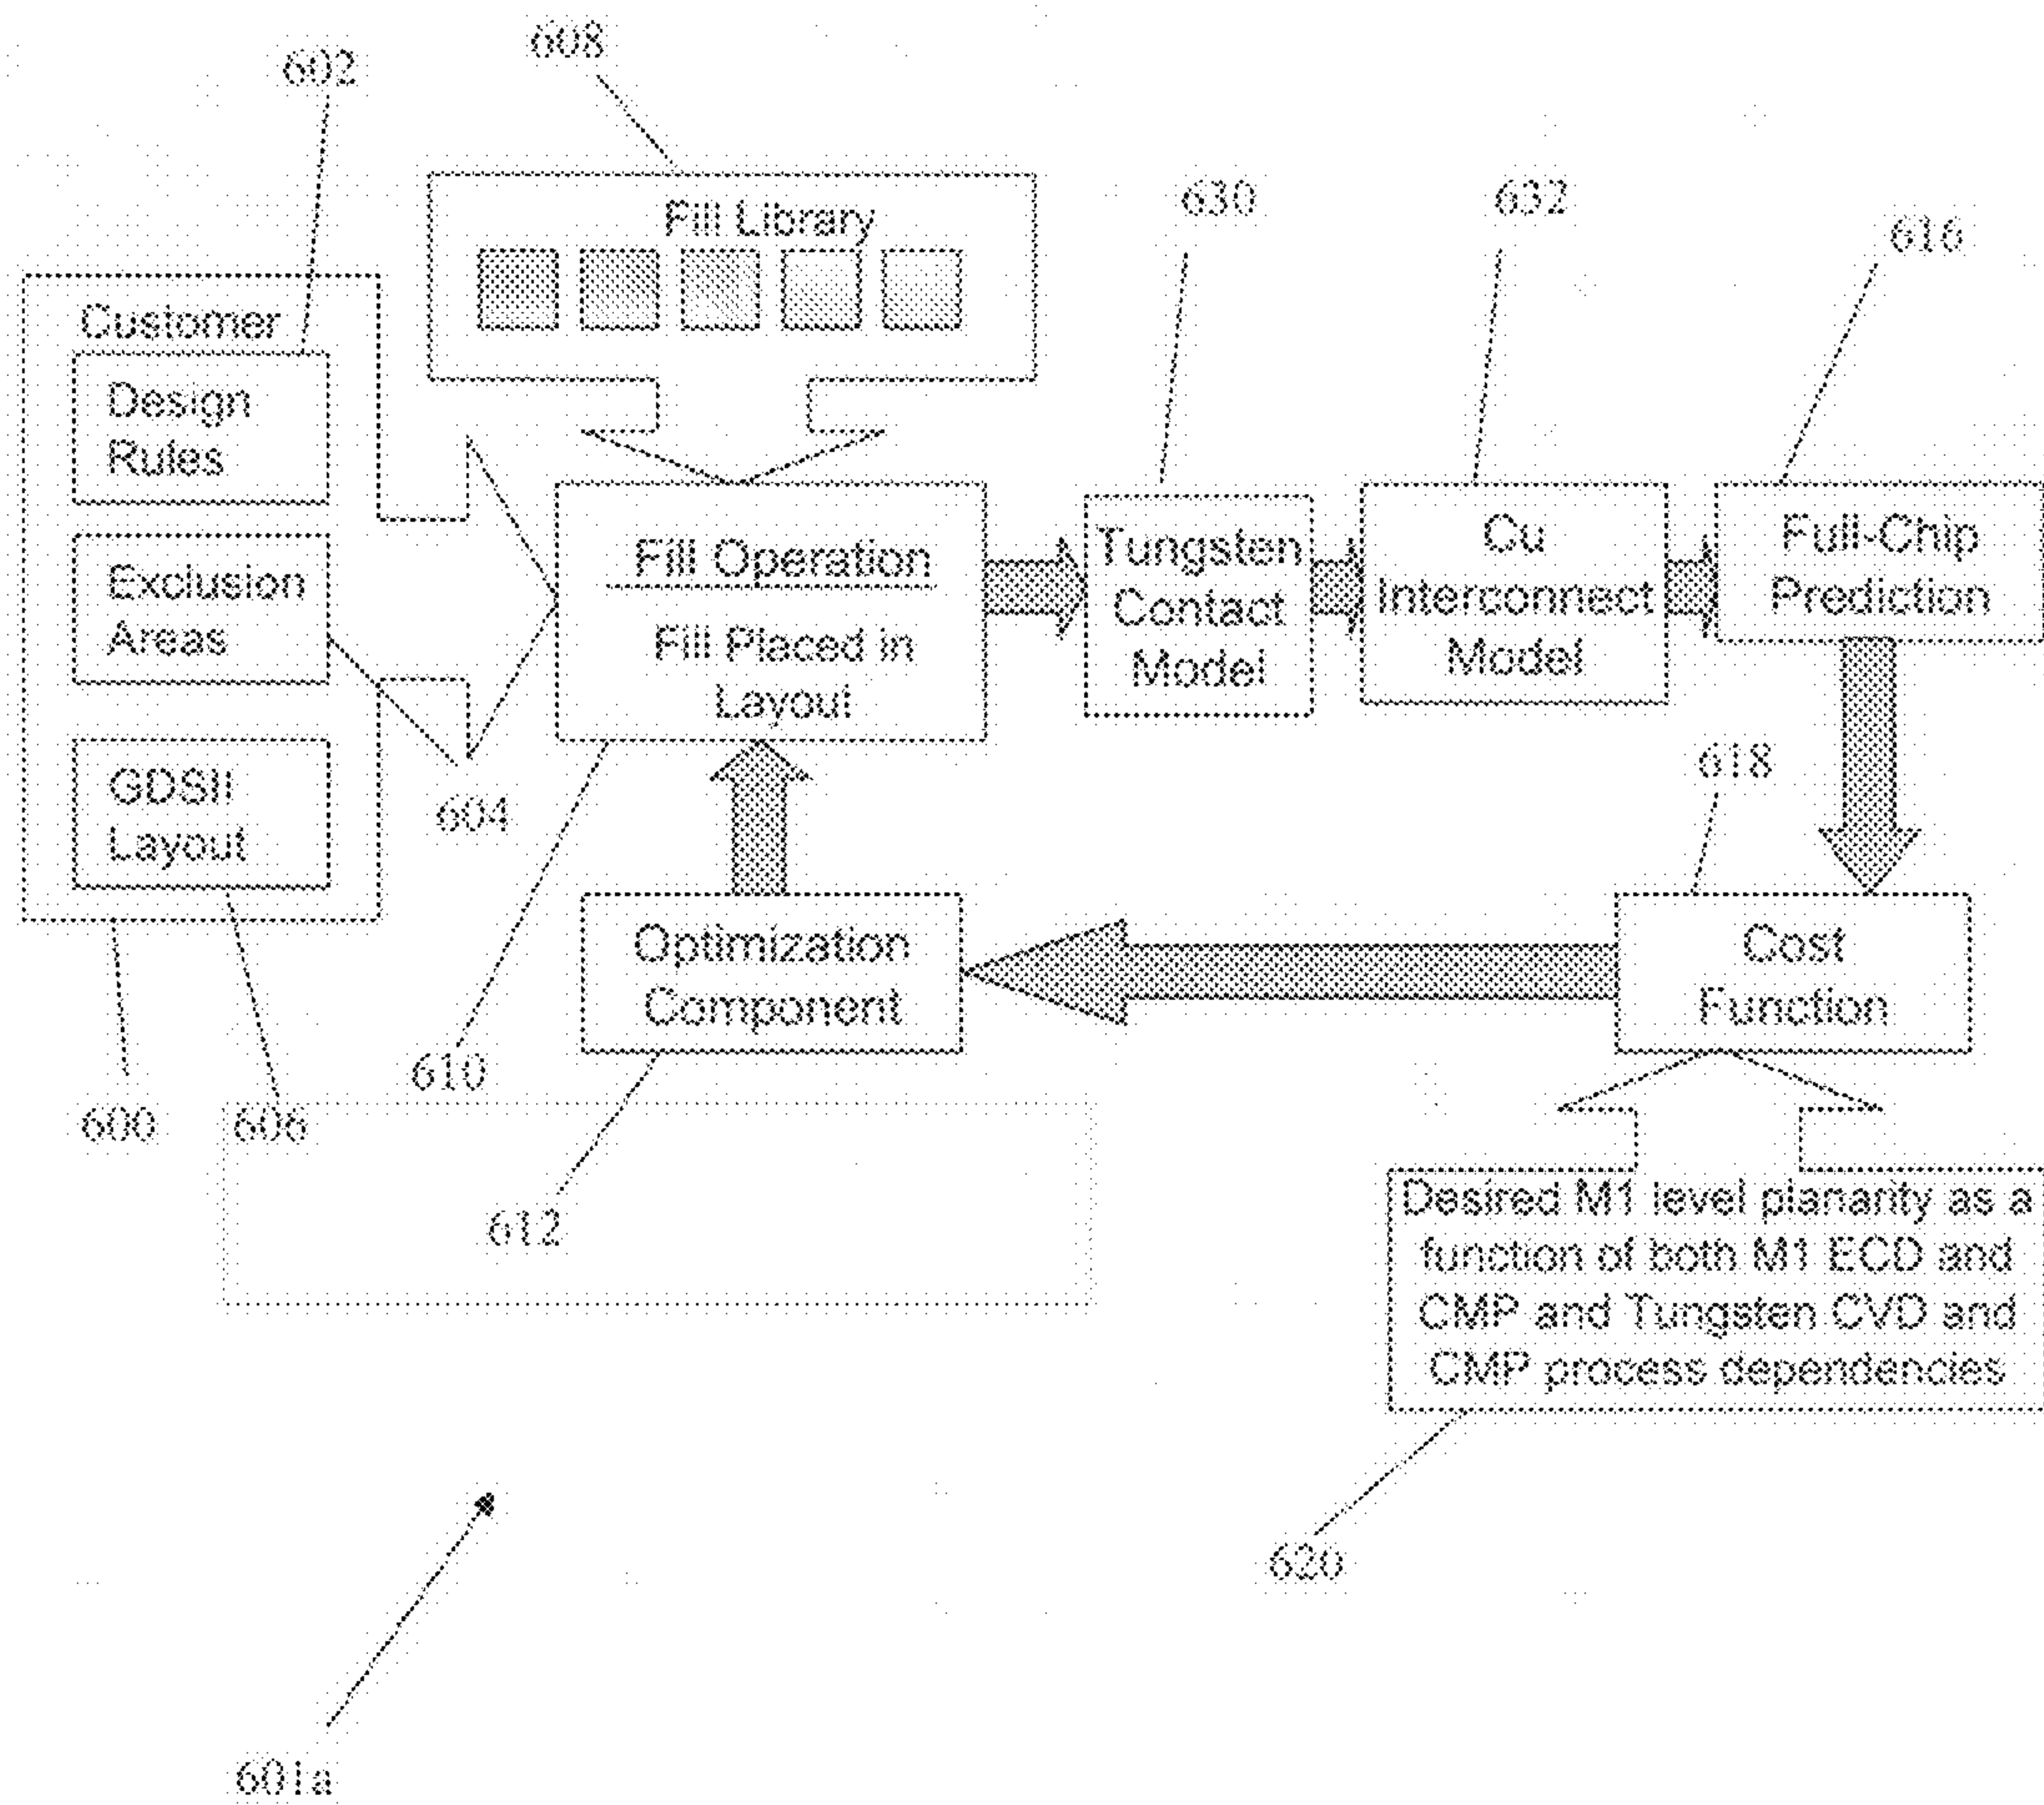 608
602
630
632
616
Fill Library
Customer
Design
Rules
Exclusion
Areas
GDSII
Layout
604
Fill Operation
Fill Placed in
Layout
Tungsten
Contact
Model
Cu
Interconnect
Model
Full-Chip
Prediction
618
Optimization
Component
Cost
Function
610
600
606
612
Desired M1 level planarity as a
function of both M1 ECD and
CMP and Tungsten CVD and
CMP process dependencies
620
601a